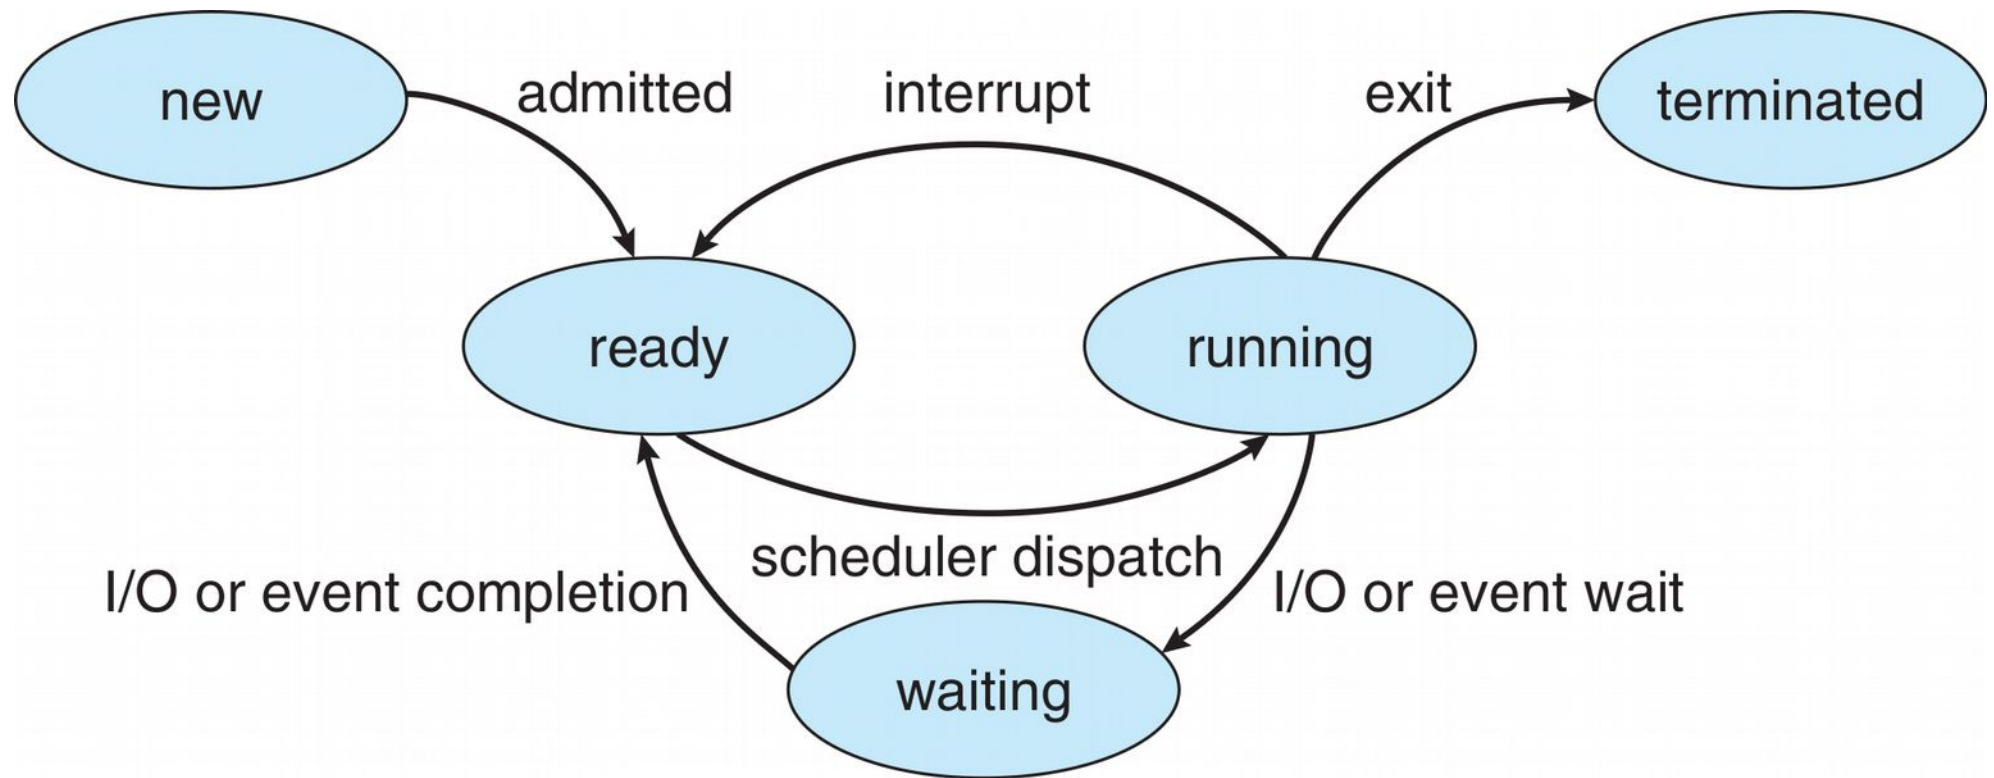 new
admitted
interrupt
exit
terminated
ready
running
scheduler dispatch
I/O or event completion
I/O or event wait
waiting